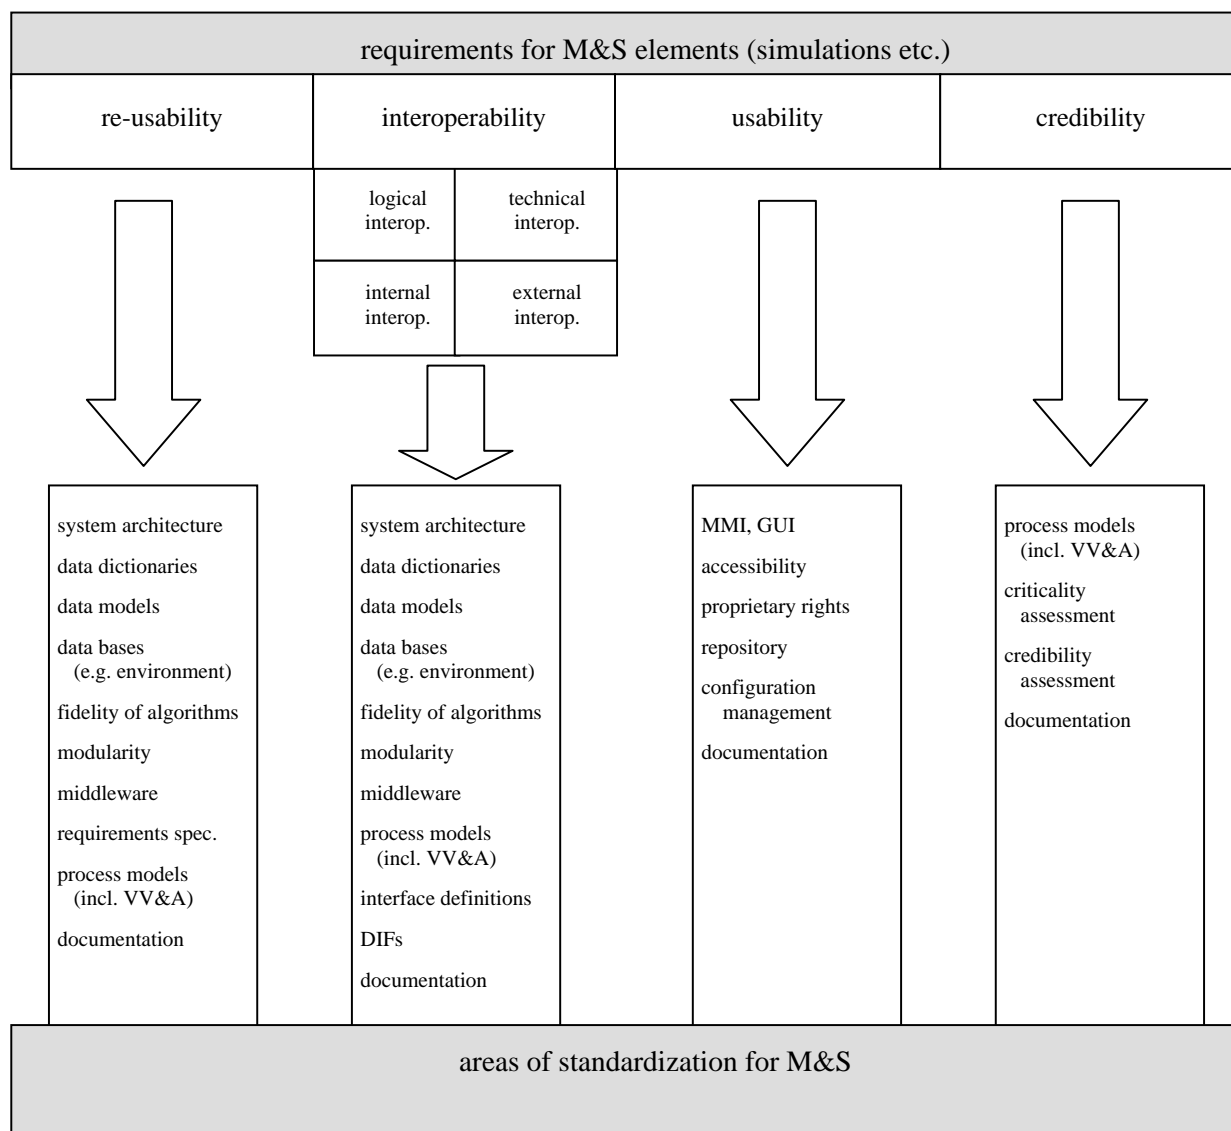 requirements for M&S elements (simulations etc.)
re-usability
interoperability
usability
credibility
logical
interop.
technical
interop.
internal
interop.
external
interop.
system architecture
data dictionaries
data models
data bases
(e.g. environment)
fidelity of algorithms
modularity
middleware
requirements spec.
process models
(incl. VV&A)
documentation
system architecture
data dictionaries
data models
data bases
(e.g. environment)
fidelity of algorithms
modularity
middleware
process models
(incl. VV&A)
interface definitions
DIFs
documentation
MMI, GUI
accessibility
proprietary rights
repository
configuration
management
documentation
process models
(incl. VV&A)
criticality
assessment
credibility
assessment
documentation
areas of standardization for M&S